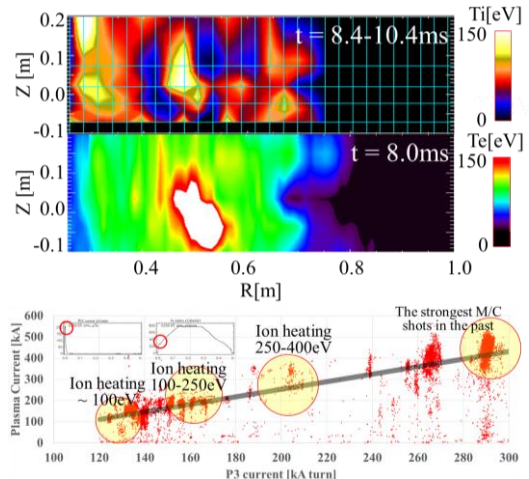 Ti[eV]
0.2
0.1
0.0
-0.1
Z [m]
t = 8.4-10.4ms
150
0
Te[eV]
0.1
0.0
-0.1
Z [m]
t = 8.0ms
150
0
0.4
0.6
0.8
1.0
R[m]
600
500
400
300
200
100
0
Plasma Current [kA]
Ion heating
~ 100eV
Ion heating
100-250eV
Ion heating
250-400eV
The strongest M/C
shots in the past
100
120
140
160
180
200
220
240
260
280
300
P3 current [kA turn]